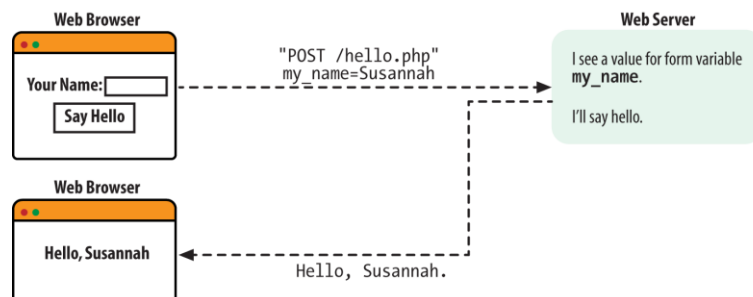 Web Browser
Your Name:
Say Hello
"POST /hello.php"
my_name=Susannah
Web Server
I see a value for form variable
my_name.
I'll say hello.
Web Browser
Hello, Susannah
Hello, Susannah.